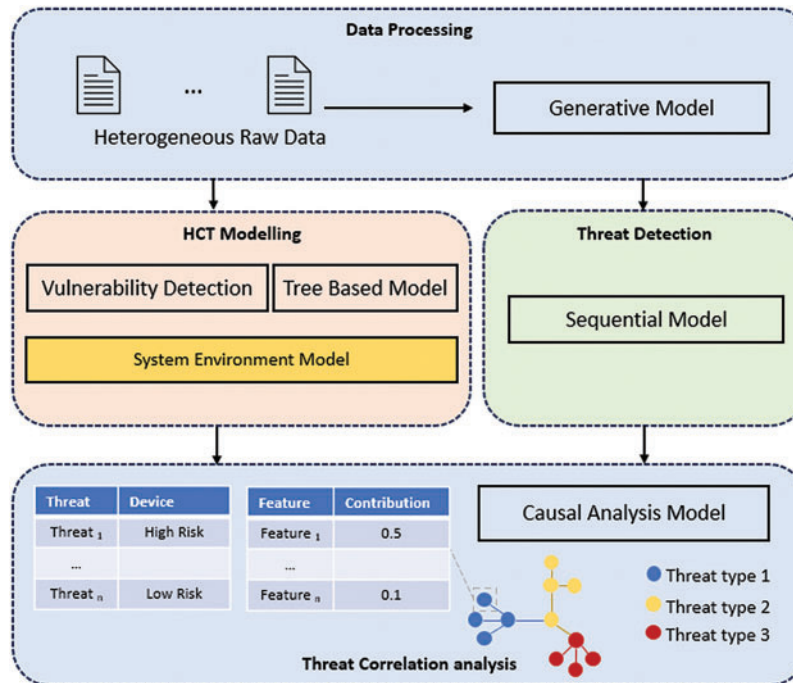 Data Processing
...
Generative Model
Heterogeneous Raw Data
HCT Modelling
Vulnerability Detection
Tree Based Model
System Environment Model
Threat Detection
Sequential Model
Threat Device
Threat 1 High Risk
...
Threat n Low Risk
Feature Contribution
Feature 1 0.5
...
Feature n 0.1
Causal Analysis Model
Threat type 1
Threat type 2
Threat type 3
Threat Correlation analysis